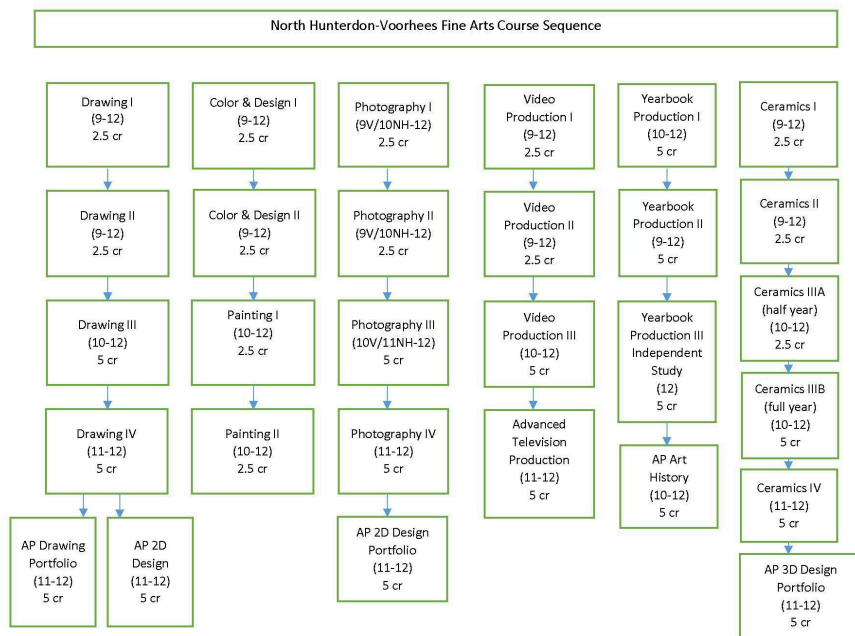 North Hunterdon-Voorhees Fine Arts Course Sequence
Drawing I
(9-12)
2.5 cr
Drawing II
(9-12)
2.5 cr
Drawing III
(10-12)
5 cr
Drawing IV
(11-12)
5 cr
AP Drawing
Portfolio
(11-12)
5 cr
AP 2D
Design
(11-12)
5 cr
Color & Design I
(9-12)
2.5 cr
Color & Design II
(9-12)
2.5 cr
Painting I
(10-12)
2.5 cr
Painting II
(10-12)
2.5 cr
Photography I
(9V/10NH-12)
2.5 cr
Photography II
(9V/10NH-12)
2.5 cr
Photography III
(10V/11NH-12)
5 cr
Photography IV
(11-12)
5 cr
AP 2D Design
Portfolio
(11-12)
5 cr
Video
Production I
(9-12)
2.5 cr
Video
Production II
(9-12)
2.5 cr
Video
Production III
(10-12)
5 cr
Advanced
Television
Production
(11-12)
5 cr
Yearbook
Production I
(10-12)
5 cr
Yearbook
Production II
(9-12)
5 cr
Yearbook
Production III
Independent
Study
(12)
5 cr
AP Art
History
(10-12)
5 cr
Ceramics I
(9-12)
2.5 cr
Ceramics II
(9-12)
2.5 cr
Ceramics IIIA
(half year)
(10-12)
2.5 cr
Ceramics IIIB
(full year)
(10-12)
5 cr
Ceramics IV
(11-12)
5 cr
AP 3D Design
Portfolio
(11-12)
5 cr